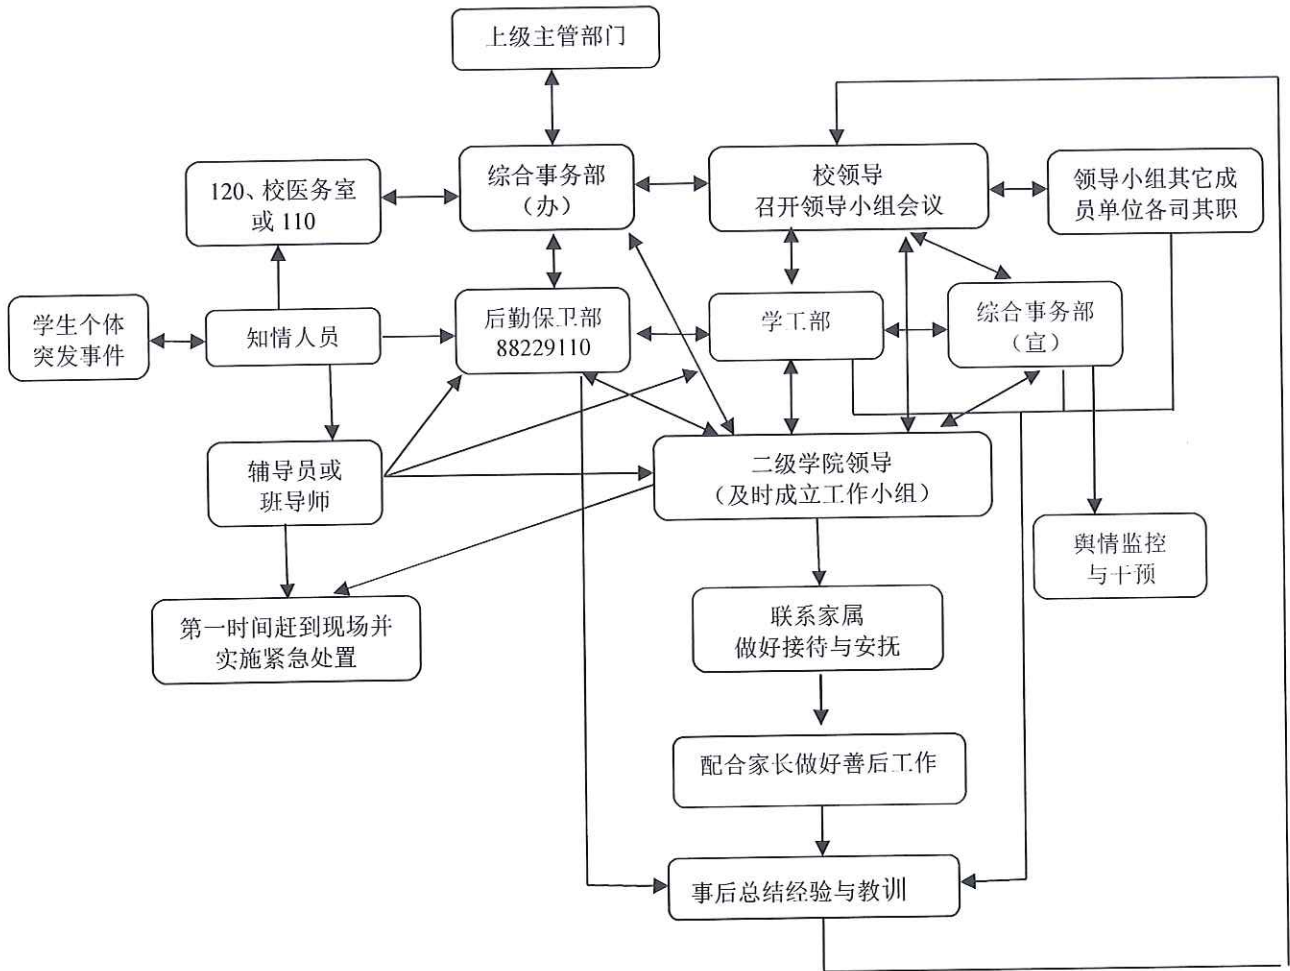 上级主管部门
120、校医务室
或 110
综合事务部
（办）
校领导
召开领导小组会议
领导小组其它成
员单位各司其职
学生个体
突发事件
知情人员
后勤保卫部
88229110
学工部
综合事务部
（宣）
辅导员或
班导师
二级学院领导
（及时成立工作小组）
舆情监控
与干预
第一时间赶到现场并
实施紧急处置
联系家属
做好接待与安抚
配合家长做好善后工作
事后总结经验与教训